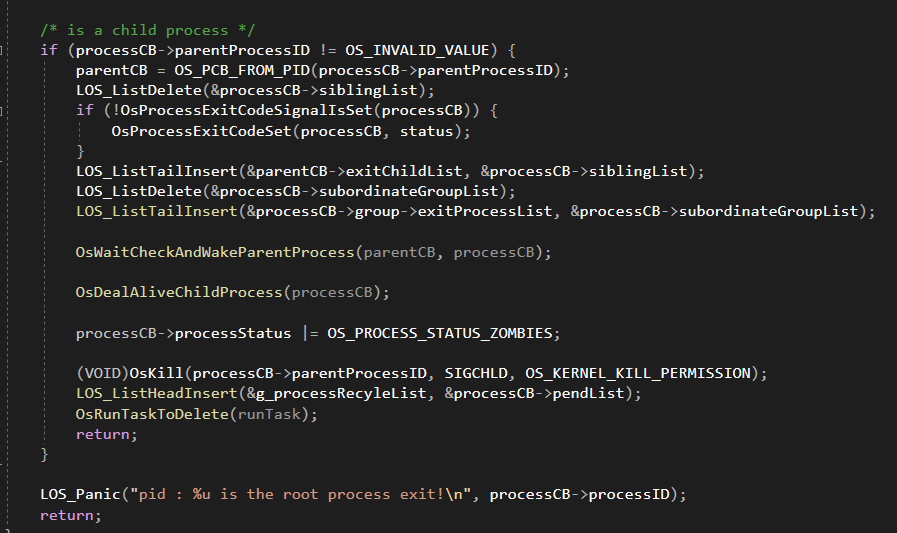 /* is a child process */
if (processCB->parentProcessID != OS_INVALID_VALUE) {
parentCB = OS_PCB_FROM_PID(processCB->parentProcessID);
LOS_ListDelete(&processCB->siblingList);
if (!OsProcessExitCodeSignalIsSet(processCB)) {
OsProcessExitCodeSet(processCB, status);
}
LOS_ListTailInsert(&parentCB->exitChildList, &processCB->siblingList);
LOS_ListDelete(&processCB->subordinateGroupList);
LOS_ListTailInsert(&processCB->group->exitProcessList, &processCB->subordinateGroupList);
OsWaitCheckAndWakeParentProcess(parentCB, processCB);
OsDealAliveChildProcess(processCB);
processCB->processStatus |= OS_PROCESS_STATUS_ZOMBIES;
(VOID)OsKill(processCB->parentProcessID, SIGCHLD, OS_KERNEL_KILL_PERMISSION);
LOS_ListHeadInsert(&g_processRecyleList, &processCB->pendList);
OsRunTaskToDelete(runTask);
return;
}
LOS_Panic("pid : %u is the root process exit!\n", processCB->processID);
return;